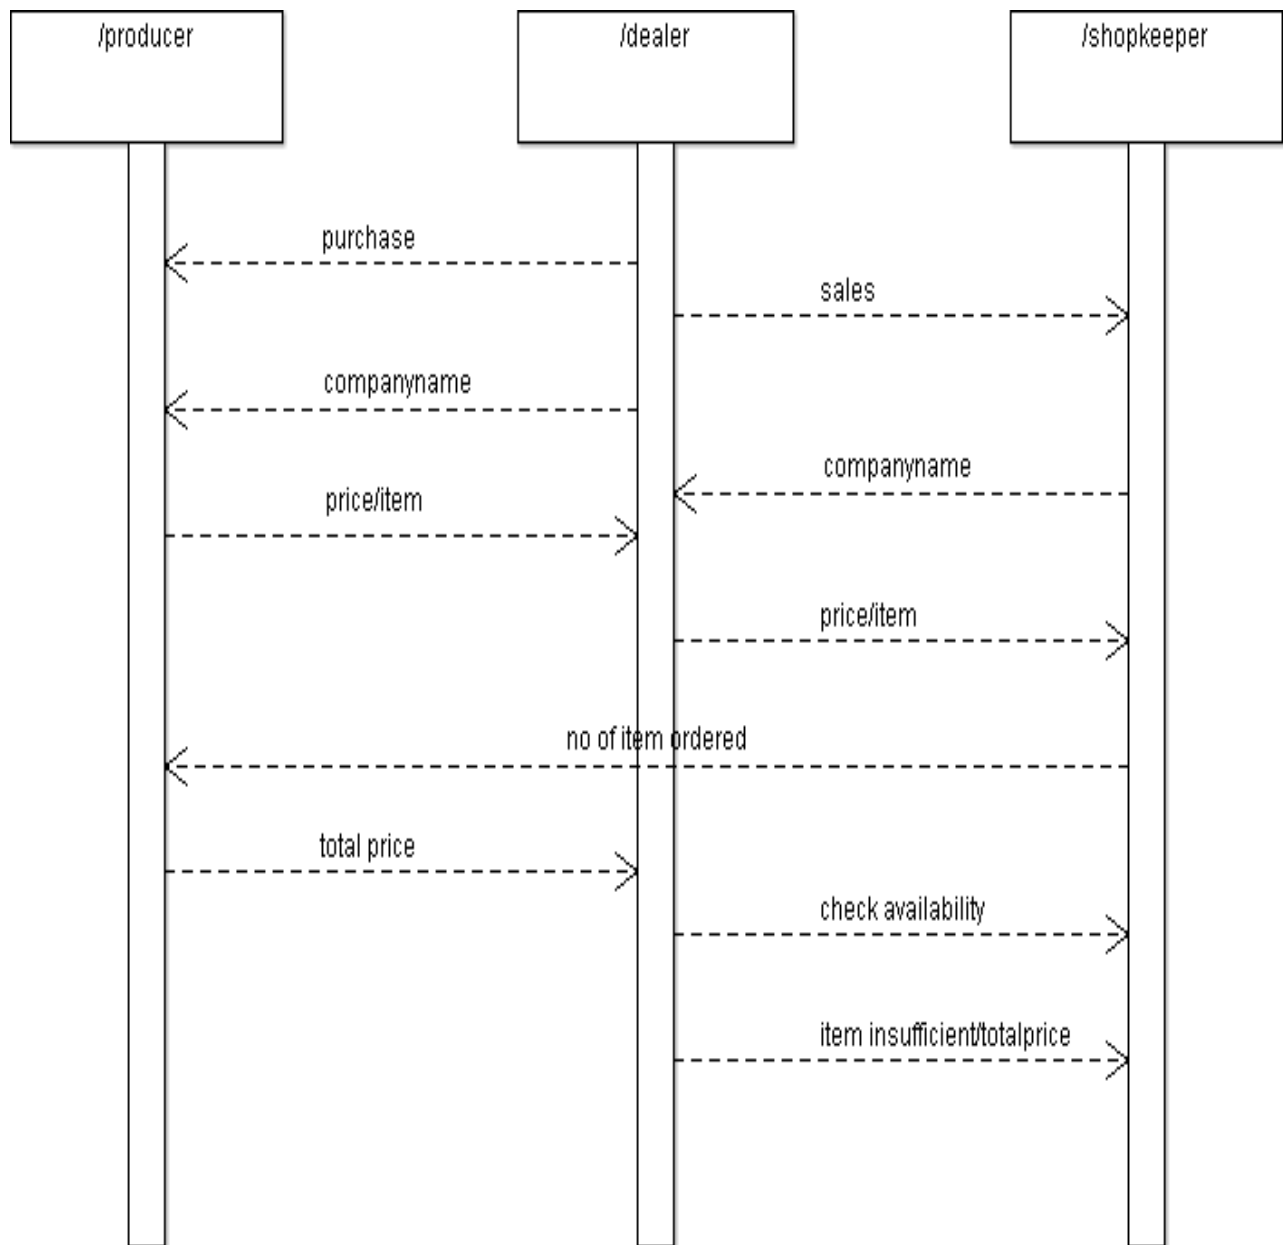 /producer
/dealer
/shopkeeper
purchase
sales
companyname
companyname
price/item
price/item
no of item ordered
total price
check availability
item insufficient/totalprice